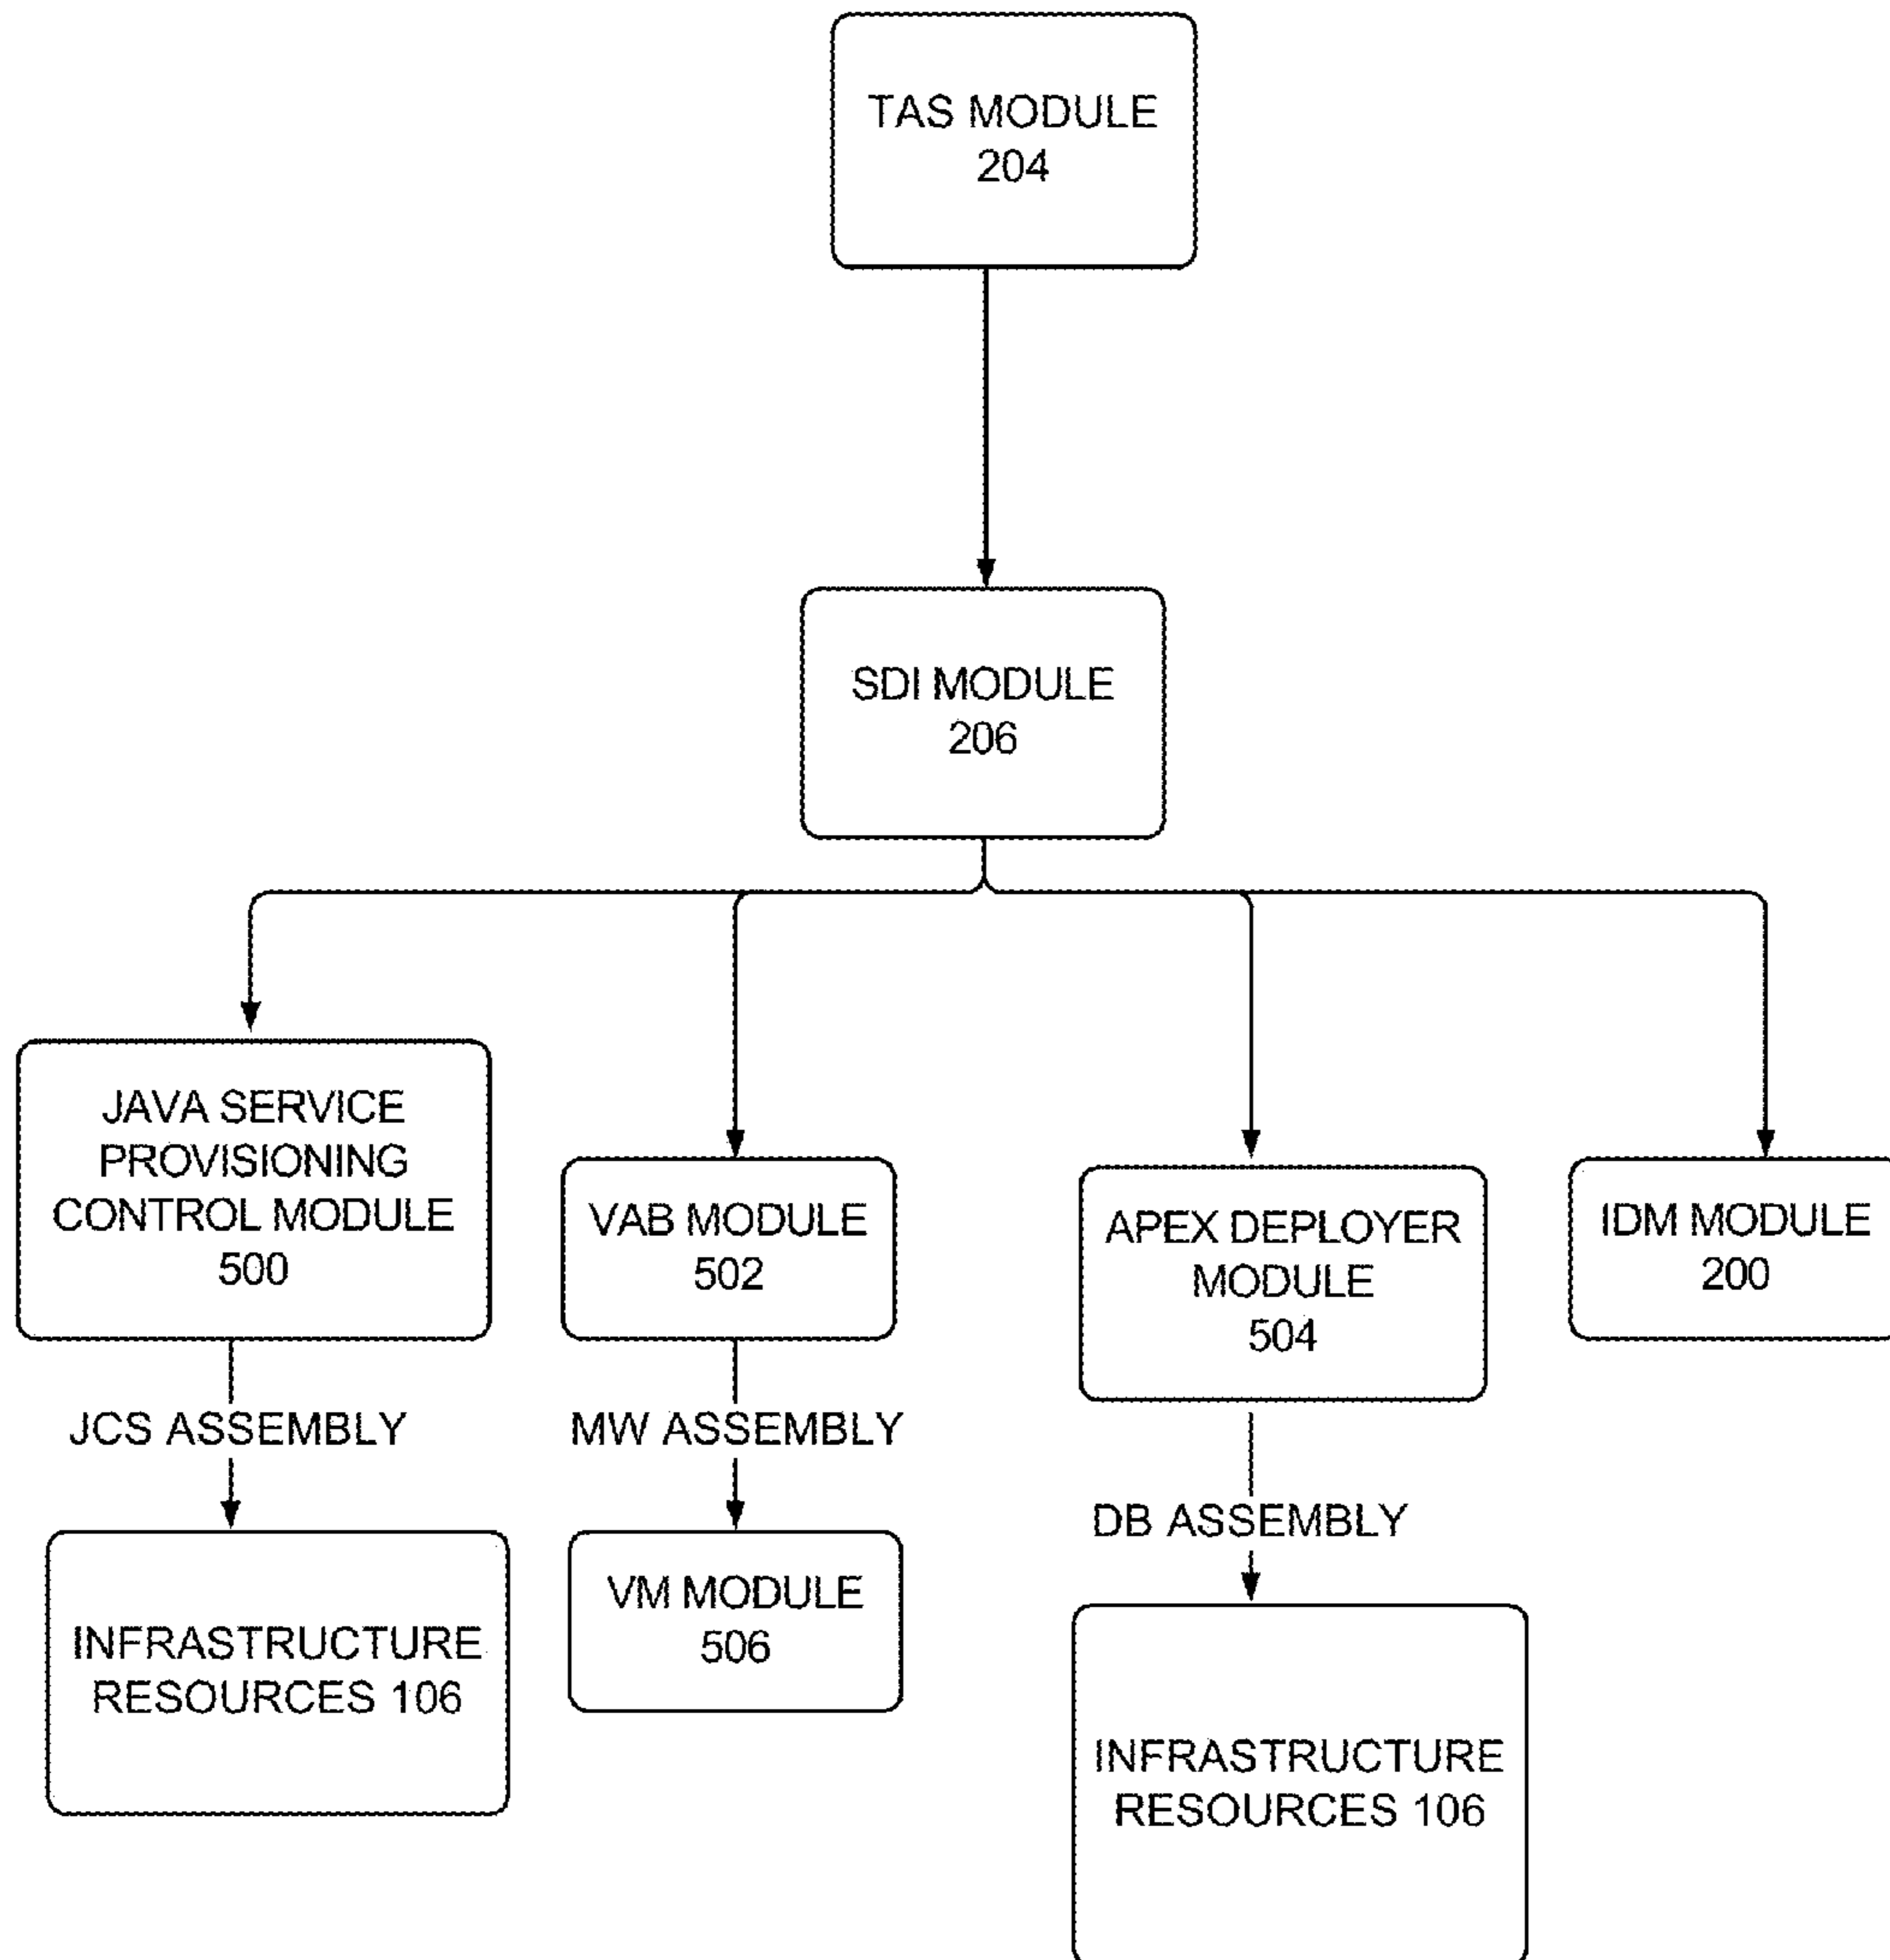 TAS MODULE
204
SDI MODULE
206
JAVA SERVICE
PROVISIONING
CONTROL MODULE
500
VAB MODULE
502
APEX DEPLOYER
MODULE
504
IDM MODULE
200
JCS ASSEMBLY
MW ASSEMBLY
DB ASSEMBLY
INFRASTRUCTURE
RESOURCES 106
VM MODULE
506
INFRASTRUCTURE
RESOURCES 106